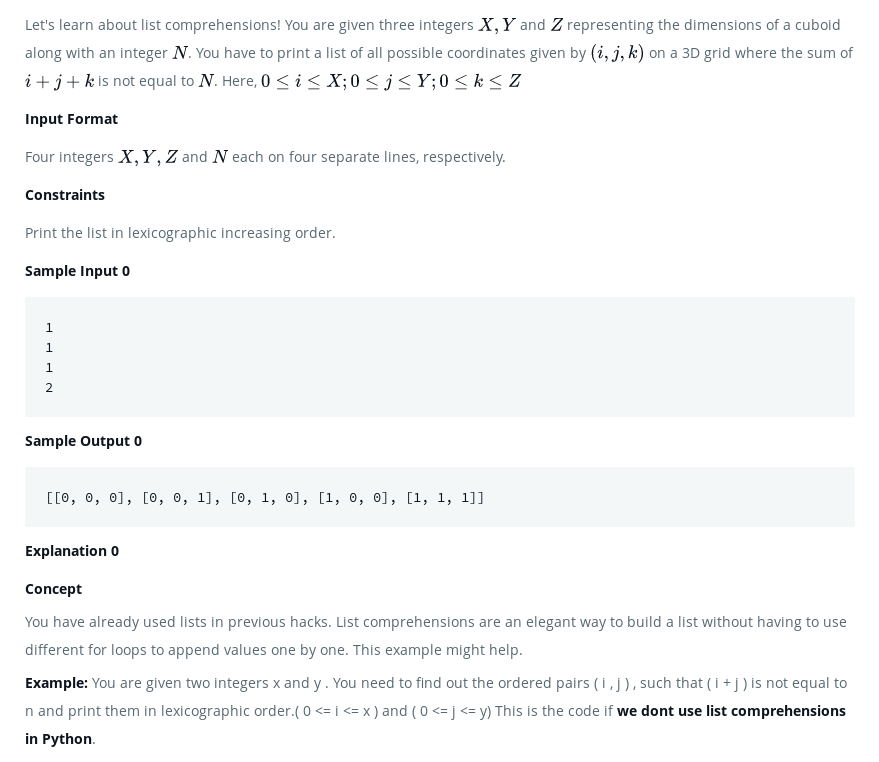 Let's learn about list comprehensions! You are given three integers X, Y and Z representing the dimensions of a cuboid
along with an integer N. You have to print a list of all possible coordinates given by (i, j, k) on a 3D grid where the sum of
i + j + k is not equal to N. Here, 0 ≤ i ≤ X; 0 ≤ j ≤ Y; 0 ≤ k ≤ Z
Input Format
Four integers X, Y, Z and N each on four separate lines, respectively.
Constraints
Print the list in lexicographic increasing order.
Sample Input 0
1
1
1
2
Sample Output 0
[[0, 0, 0], [0, 0, 1], [0, 1, 0], [1, 0, 0], [1, 1, 1]]
Explanation 0
Concept
You have already used lists in previous hacks. List comprehensions are an elegant way to build a list without having to use
different for loops to append values one by one. This example might help.
Example: You are given two integers x and y . You need to find out the ordered pairs ( i , j ) , such that ( i + j ) is not equal to
n and print them in lexicographic order.( 0 <= i <= x ) and ( 0 <= j <= y) This is the code if we dont use list comprehensions
in Python.